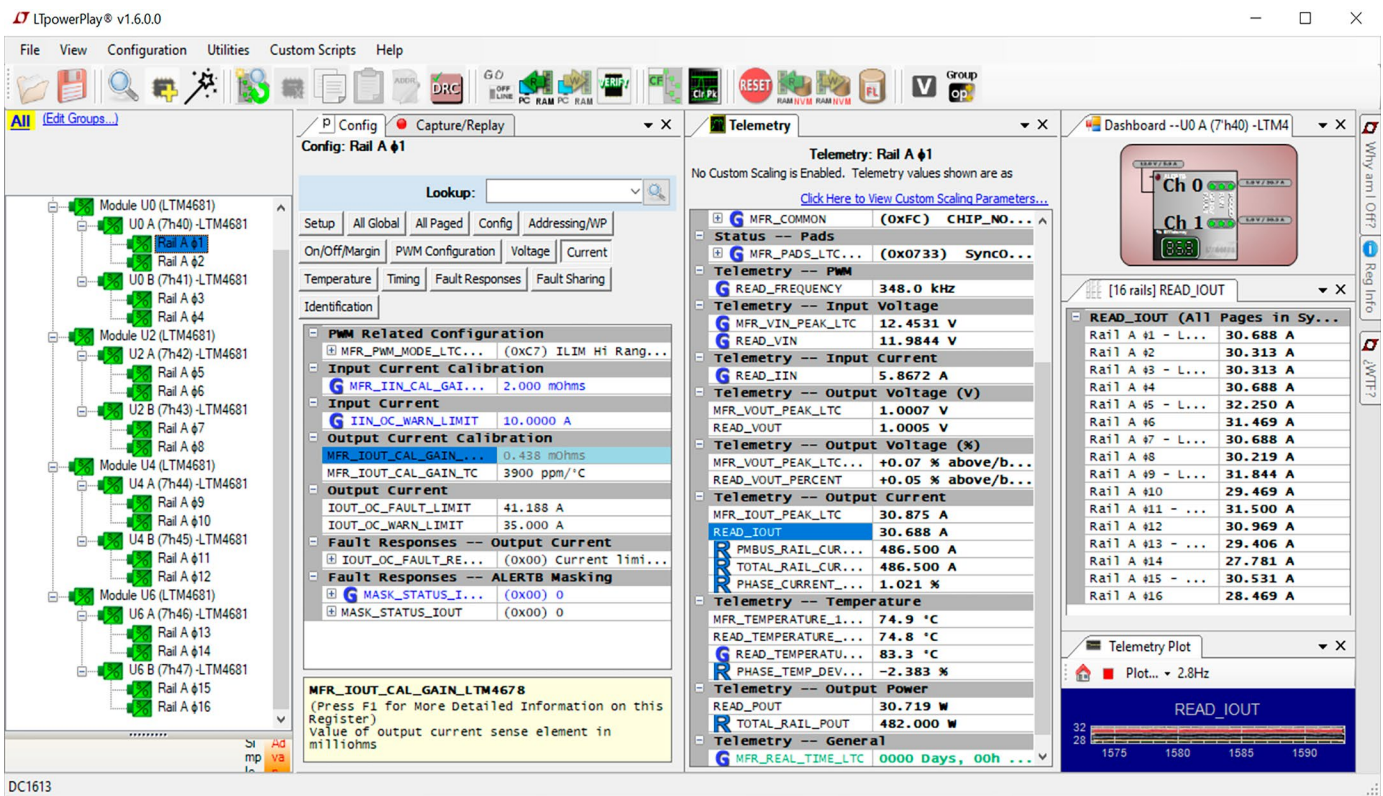 LTpowerPlay® v1.6.0.0
File View Configuration Utilities Custom Scripts Help
ADDR
DRC
GO
OFF
LINE
PC RAM PC RAM
VERIFY
CF
Clr Pk
RESET
RAM NVM RAM NVM
FL
V
Group
op
All (Edit Groups...)
Module U0 (LTM4681)
U0 A (7h40) -LTM4681
Rail A ϕ1
Rail A ϕ2
U0 B (7h41) -LTM4681
Rail A ϕ3
Rail A ϕ4
Module U2 (LTM4681)
U2 A (7h42) -LTM4681
Rail A ϕ5
Rail A ϕ6
U2 B (7h43) -LTM4681
Rail A ϕ7
Rail A ϕ8
Module U4 (LTM4681)
U4 A (7h44) -LTM4681
Rail A ϕ9
Rail A ϕ10
U4 B (7h45) -LTM4681
Rail A ϕ11
Rail A ϕ12
Module U6 (LTM4681)
U6 A (7h46) -LTM4681
Rail A ϕ13
Rail A ϕ14
U6 B (7h47) -LTM4681
Rail A ϕ15
Rail A ϕ16
mp
Ad
va
Config Capture/Replay
Config: Rail A ϕ1
Lookup:
Setup All Global All Paged Config Addressing/WP
On/Off/Margin PWM Configuration Voltage Current
Temperature Timing Fault Responses Fault Sharing
Identification
PWM Related Configuration
MFR_PWM_MODE_LTC... (0xC7) ILIM Hi Rang...
Input Current Calibration
G MFR_IIN_CAL_GAI... 2.000 mOhms
Input Current
G IIN_OC_WARN_LIMIT 10.0000 A
Output Current Calibration
MFR_IOUT_CAL_GAIN_... 0.438 mOhms
MFR_IOUT_CAL_GAIN_TC 3900 ppm/°C
Output Current
IOUT_OC_FAULT_LIMIT 41.188 A
IOUT_OC_WARN_LIMIT 35.000 A
Fault Responses -- Output Current
IOUT_OC_FAULT_RE... (0x00) Current limi...
Fault Responses -- ALERTB Masking
G MASK_STATUS_I... (0x00) 0
MASK_STATUS_IOUT (0x00) 0
MFR_IOUT_CAL_GAIN_LTM4678
(Press F1 for More Detailed Information on this
Register)
Value of output current sense element in
milliohms
Telemetry
Telemetry: Rail A ϕ1
No Custom Scaling is Enabled. Telemetry values shown are as
Click Here to View Custom Scaling Parameters...
G MFR_COMMON (0xFC) CHIP_NO...
Status -- Pads
G MFR_PADS_LTC... (0x0733) SyncO...
Telemetry -- PWM
G READ_FREQUENCY 348.0 kHz
Telemetry -- Input Voltage
G MFR_VIN_PEAK_LTC 12.4531 V
G READ_VIN 11.9844 V
Telemetry -- Input Current
G READ_IIN 5.8672 A
Telemetry -- Output Voltage (V)
MFR_VOUT_PEAK_LTC 1.0007 V
READ_VOUT 1.0005 V
Telemetry -- Output Voltage (%)
MFR_VOUT_PEAK_LTC... +0.07 % above/b...
READ_VOUT_PERCENT +0.05 % above/b...
Telemetry -- Output Current
MFR_IOUT_PEAK_LTC 30.875 A
READ_IOUT 30.688 A
R PMBUS_RAIL_CUR... 486.500 A
R TOTAL_RAIL_CUR... 486.500 A
R PHASE_CURRENT_... 1.021 %
Telemetry -- Temperature
MFR_TEMPERATURE_1... 74.9 °C
READ_TEMPERATURE_... 74.8 °C
G READ_TEMPERATU... 83.3 °C
R PHASE_TEMP_DEV... -2.383 %
Telemetry -- Output Power
READ_POUT 30.719 W
R TOTAL_RAIL_POUT 482.000 W
Telemetry -- General
G MFR_REAL_TIME_LTC 0000 Days, 00h ...
Dashboard --U0 A (7'h40) -LTM4
Ch 0
Ch 1
[16 rails] READ_IOUT
READ_IOUT (All Pages in Sy...
Rail A ϕ1 - L... 30.688 A
Rail A ϕ2 30.313 A
Rail A ϕ3 - L... 30.313 A
Rail A ϕ4 30.688 A
Rail A ϕ5 - L... 32.250 A
Rail A ϕ6 31.469 A
Rail A ϕ7 - L... 30.688 A
Rail A ϕ8 30.219 A
Rail A ϕ9 - L... 31.844 A
Rail A ϕ10 29.469 A
Rail A ϕ11 - ... 31.500 A
Rail A ϕ12 30.969 A
Rail A ϕ13 - ... 29.406 A
Rail A ϕ14 27.781 A
Rail A ϕ15 - ... 30.531 A
Rail A ϕ16 28.469 A
Telemetry Plot
Plot... 2.8Hz
READ_IOUT
32
28
1575 1580 1585 1590
Why am I Off?
Reg Info
¿WTF?
DC1613